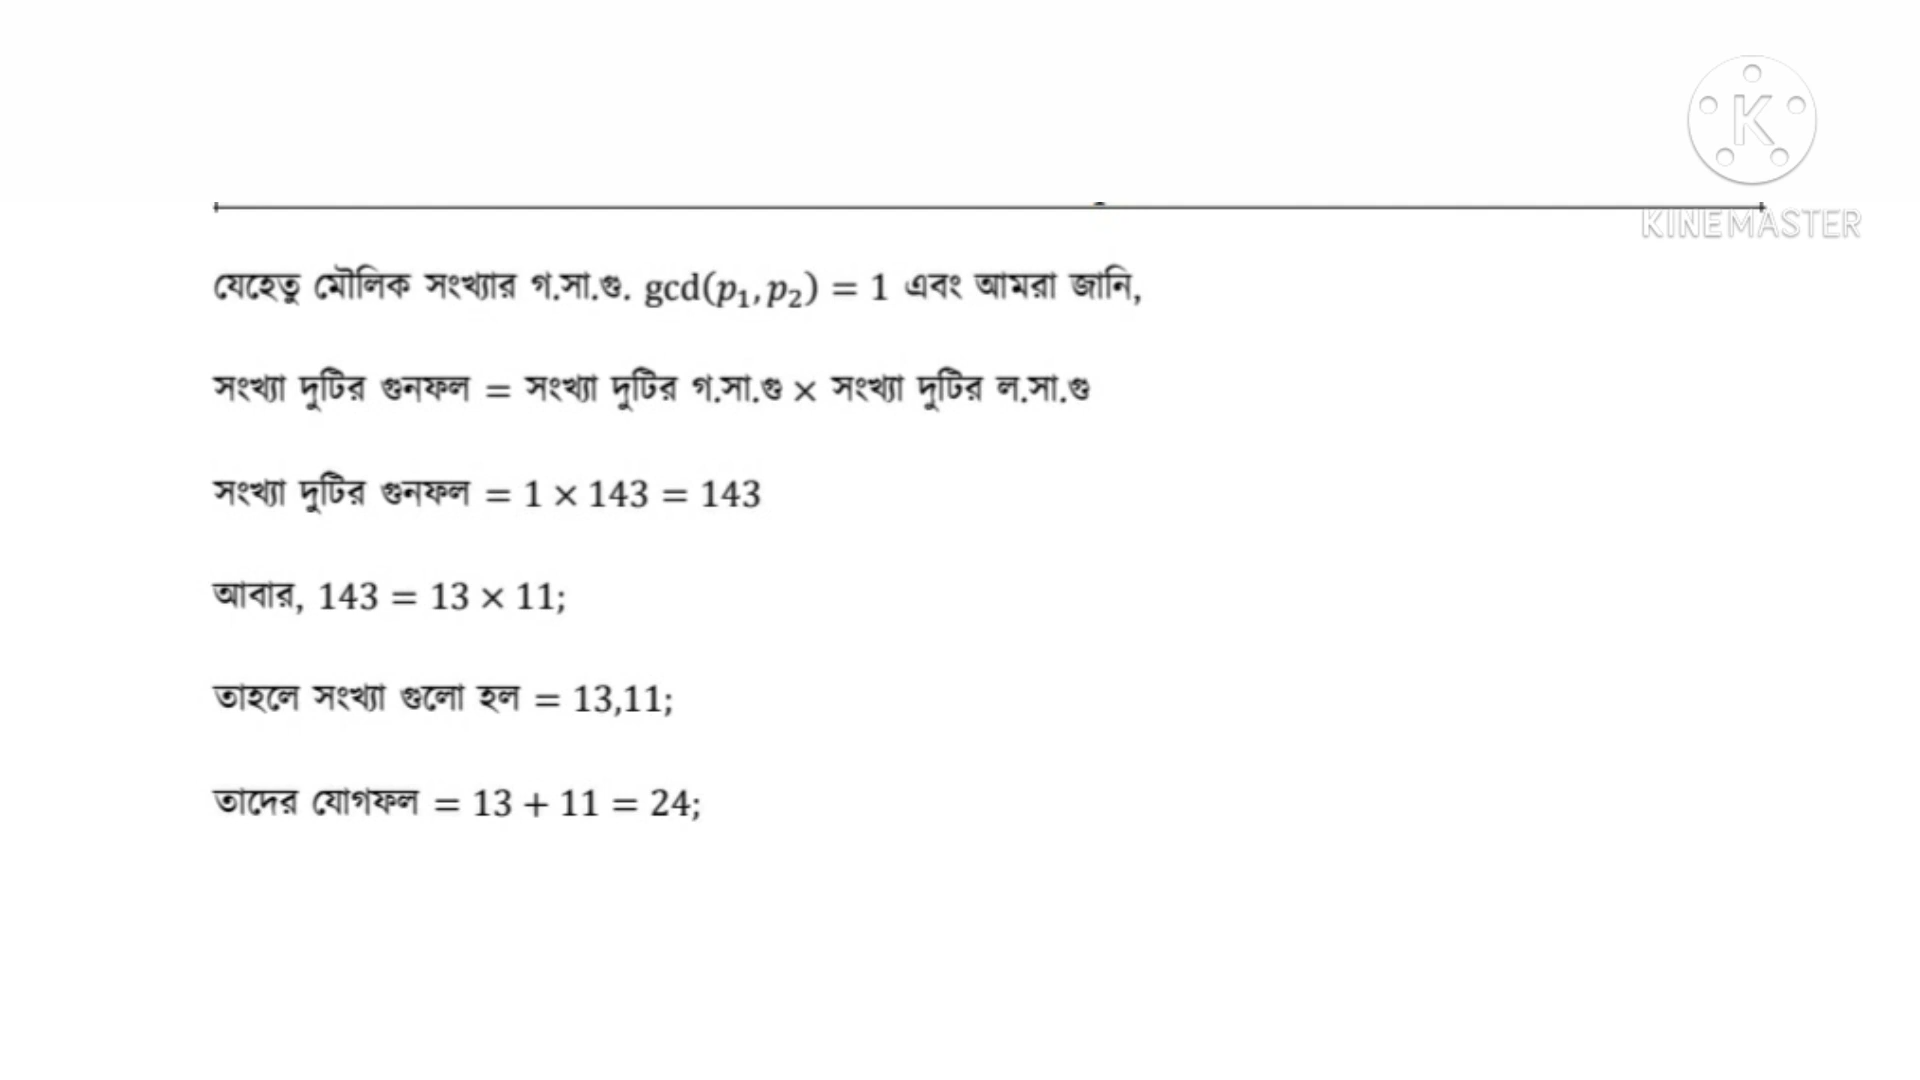 KINEMASTER
যেহেতু মৌলিক সংখ্যার গ.সা.গু. gcd(p₁, p₂) = 1 এবং আমরা জানি,
সংখ্যা দুটির গুনফল = সংখ্যা দুটির গ.সা.গু × সংখ্যা দুটির ল.সা.গু
সংখ্যা দুটির গুনফল = 1 × 143 = 143
আবার, 143 = 13 × 11;
তাহলে সংখ্যা গুলো হল = 13,11;
তাদের যোগফল = 13 + 11 = 24;